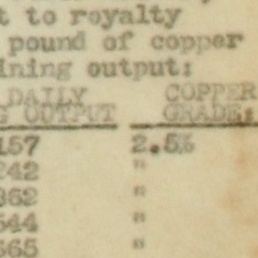 t to royalty
pound of copper
ining output:
DAILY COPPER
G OUTPUT GRADE:
157 2.5%
242 "
362 "
544 "
565 "